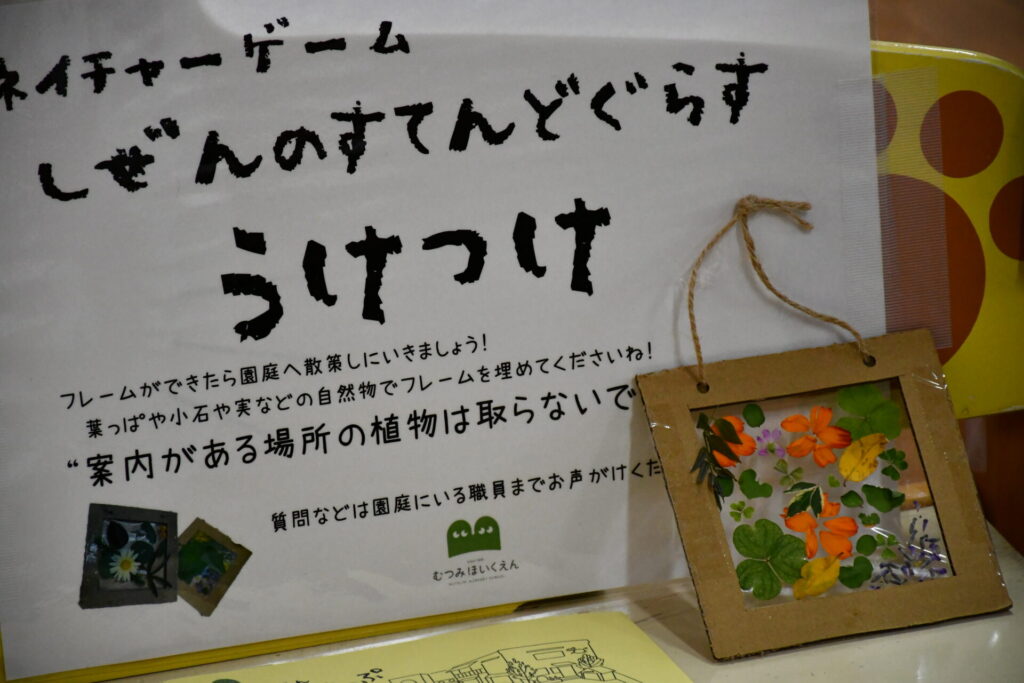 ネイチャーゲーム
しぜんのすてんどぐらす
うけつけ
フレームができたら園庭へ散策しにいきましょう!
葉っぱや小石や実などの自然物でフレームを埋めてくださいね!
“案内がある場所の植物は取らないで
質問などは園庭にいる職員までお声がけくだ
むつみほいくえん